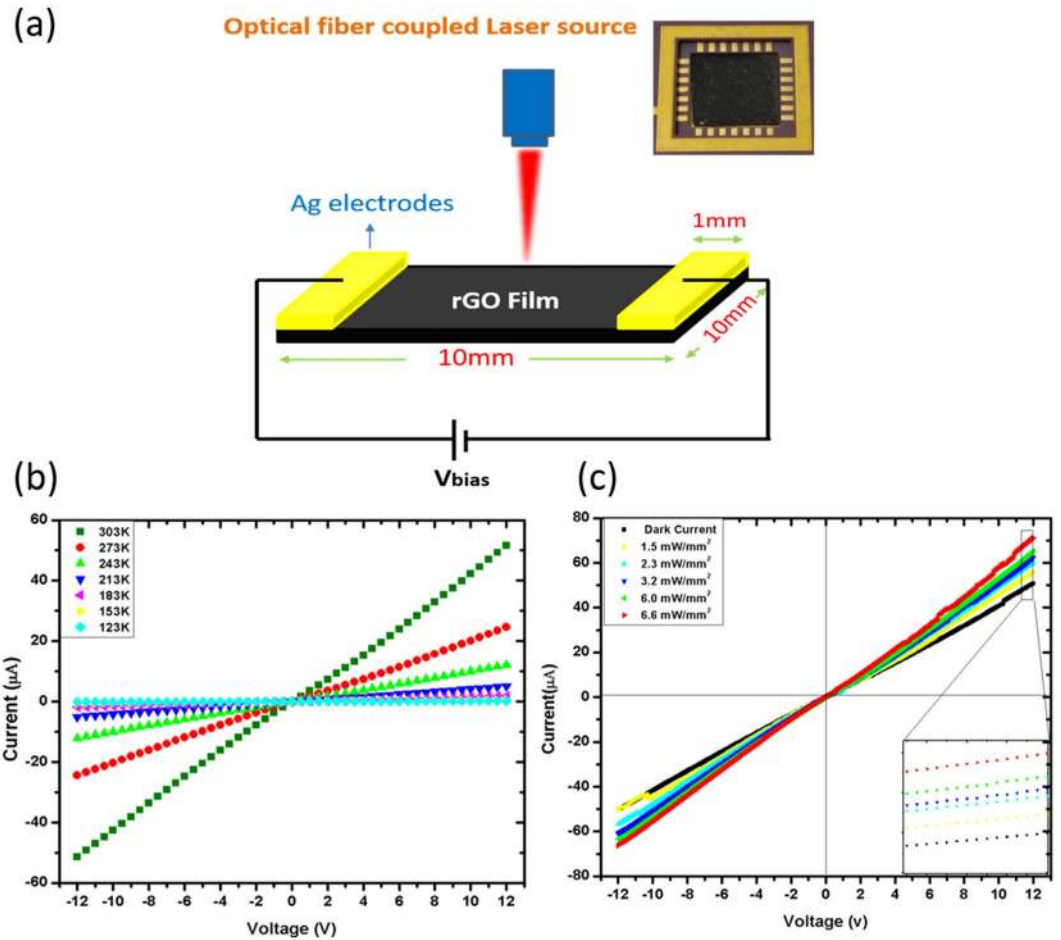 (a)
Optical fiber coupled Laser source
Ag electrodes
1mm
rGO Film
10mm
10mm
Vbias
(b)
60
40
20
0
-20
-40
-60
303K
273K
243K
213K
183K
153K
123K
-12 -10 -8 -6 -4 -2 0 2 4 6 8 10 12
Voltage (V)
Current(μA)
(c)
80
60
40
20
0
-20
-40
-60
-80
Dark Current
1.5 mW/mm²
2.3 mW/mm²
3.2 mW/mm²
6.0 mW/mm²
6.6 mW/mm²
-12 -10 -8 -6 -4 -2 0 2 4 6 8 10 12
Voltage (v)
Current(μA)